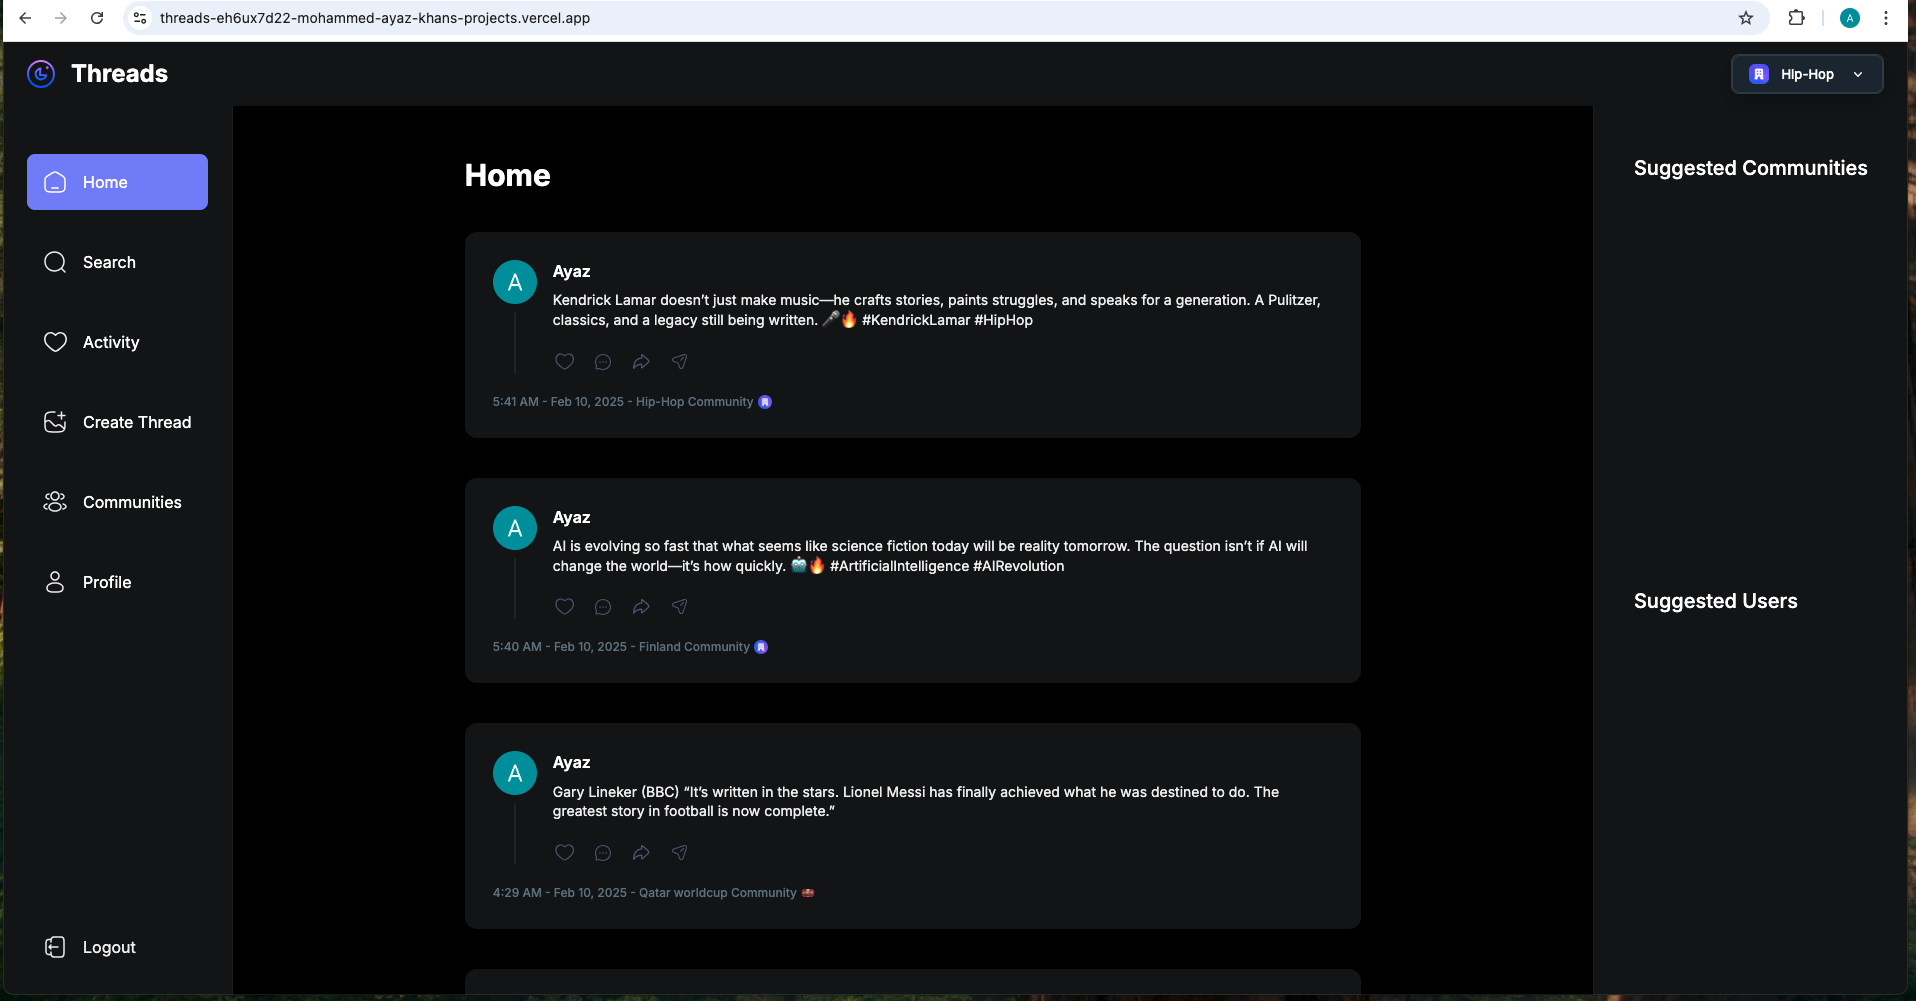 threads-eh6ux7d22-mohammed-ayaz-khans-projects.vercel.app
A
Threads
HIp-Hop
Home
Search
Activity
Create Thread
Communities
Profile
Logout
Home
A
Ayaz
Kendrick Lamar doesn’t just make music—he crafts stories, paints struggles, and speaks for a generation. A Pulitzer,
classics, and a legacy still being written. 🎤🔥 #KendrickLamar #HipHop
5:41 AM - Feb 10, 2025 - Hip-Hop Community
A
Ayaz
AI is evolving so fast that what seems like science fiction today will be reality tomorrow. The question isn’t if AI will
change the world—it’s how quickly. 🤖🔥 #ArtificialIntelligence #AIRevolution
5:40 AM - Feb 10, 2025 - Finland Community
A
Ayaz
Gary Lineker (BBC) “It’s written in the stars. Lionel Messi has finally achieved what he was destined to do. The
greatest story in football is now complete.”
4:29 AM - Feb 10, 2025 - Qatar worldcup Community
Suggested Communities
Suggested Users